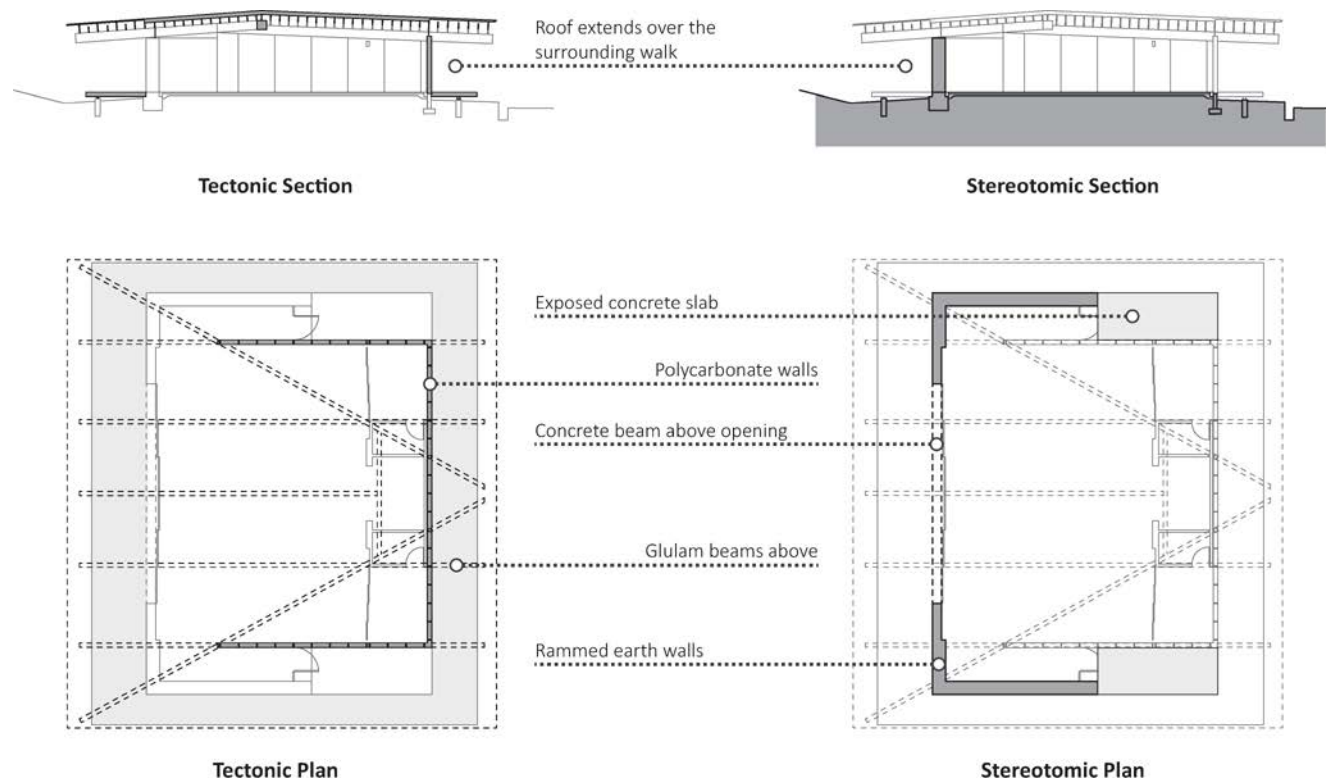 Roof extends over the
surrounding walk
Tectonic Section
Stereotomic Section
Exposed concrete slab
Polycarbonate walls
Concrete beam above opening
Glulam beams above
Rammed earth walls
Tectonic Plan
Stereotomic Plan